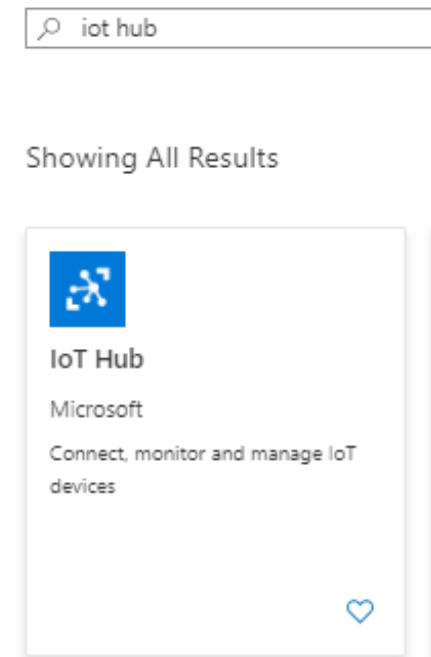 iot hub
Showing All Results
IoT Hub
Microsoft
Connect, monitor and manage IoT
devices